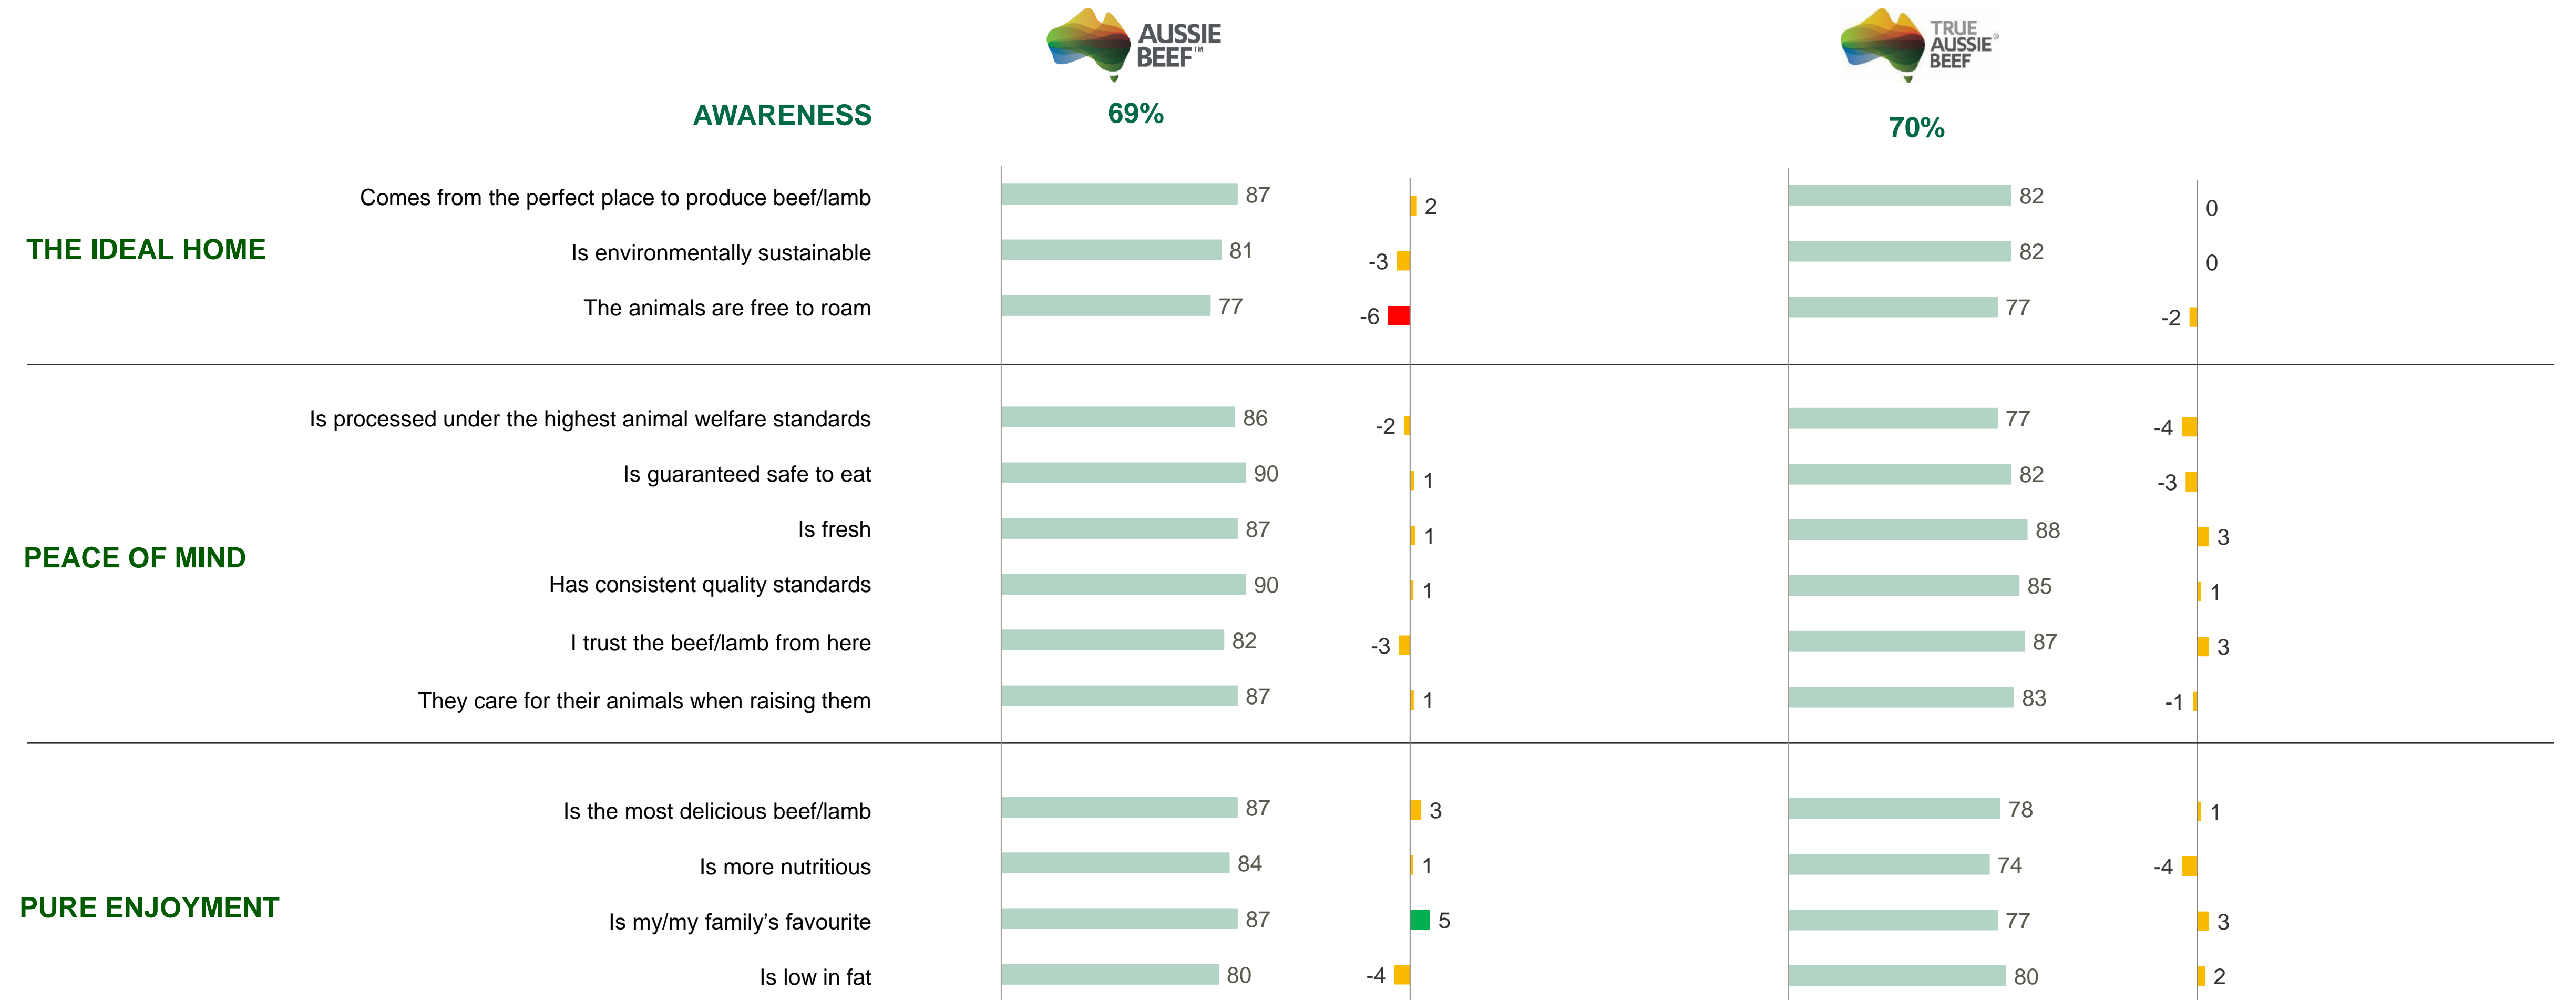 AUSSIE
BEEF™
TRUE
AUSSIE®
BEEF
AWARENESS
69%
70%
THE IDEAL HOME
Comes from the perfect place to produce beef/lamb
87
2
82
0
Is environmentally sustainable
81
-3
82
0
The animals are free to roam
77
-6
77
-2
PEACE OF MIND
Is processed under the highest animal welfare standards
86
-2
77
-4
Is guaranteed safe to eat
90
1
82
-3
Is fresh
87
1
88
3
Has consistent quality standards
90
1
85
1
I trust the beef/lamb from here
82
-3
87
3
They care for their animals when raising them
87
1
83
-1
PURE ENJOYMENT
Is the most delicious beef/lamb
87
3
78
1
Is more nutritious
84
1
74
-4
Is my/my family’s favourite
87
5
77
3
Is low in fat
80
-4
80
2